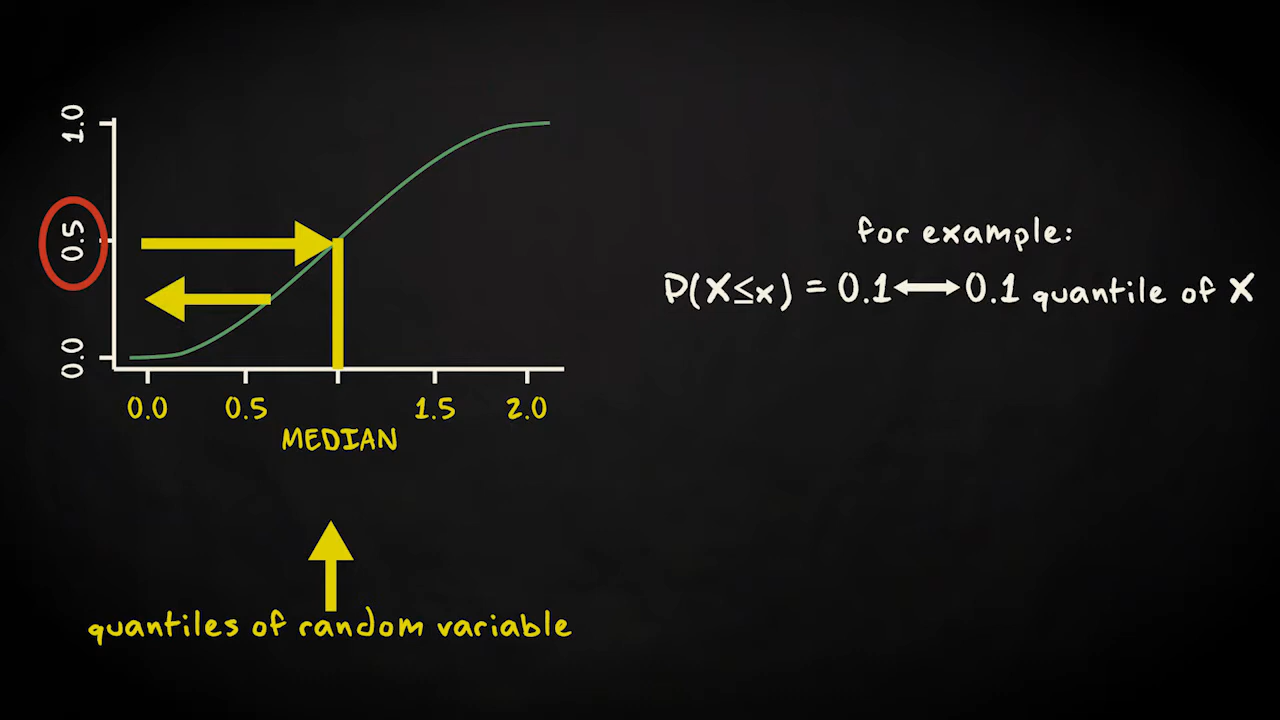 1.0
0.5
0.0
0.0 0.5 1.5 2.0
MEDIAN
quantiles of random variable
for example:
P(X≤x) = 0.1↔0.1 quantile of X